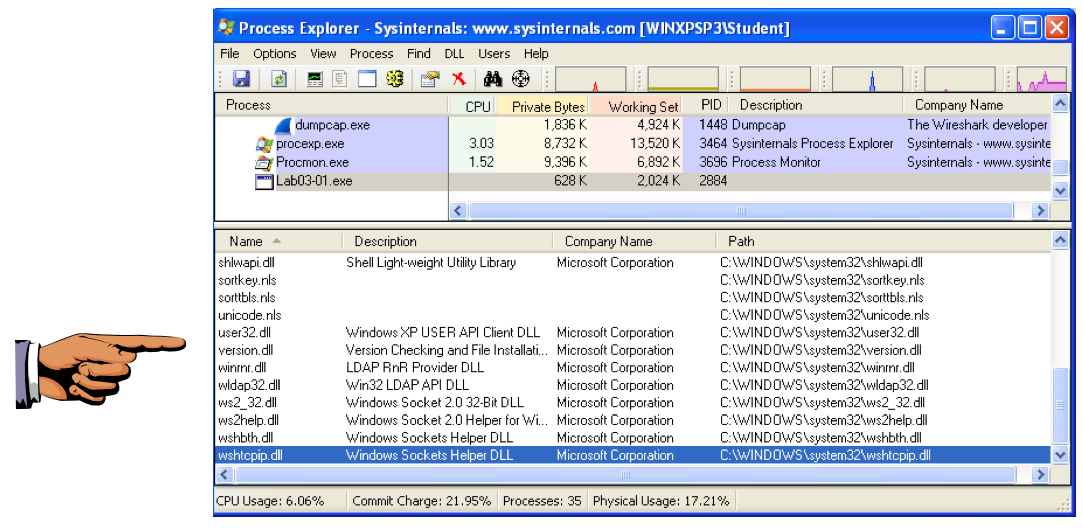 Process Explorer - Sysinternals: www.sysinternals.com [WINXPSP3\Student]
File Options View Process Find DLL Users Help
Process CPU Private Bytes Working Set PID Description Company Name
dumpcap.exe 1,836 K 4,924 K 1448 Dumpcap The Wireshark developer
procexp.exe 3.03 8,732 K 13,520 K 3464 Sysinternals Process Explorer Sysinternals - www.sysinte
Procmon.exe 1.52 9,396 K 6,892 K 3696 Process Monitor Sysinternals - www.sysinte
Lab03-01.exe 628 K 2,024 K 2884
Name Description Company Name Path
shlwapi.dll Shell Light-weight Utility Library Microsoft Corporation C:\WINDOWS\system32\shlwapi.dll
sortkey.nls C:\WINDOWS\system32\sortkey.nls
sorttbls.nls C:\WINDOWS\system32\sorttbls.nls
unicode.nls C:\WINDOWS\system32\unicode.nls
user32.dll Windows XP USER API Client DLL Microsoft Corporation C:\WINDOWS\system32\user32.dll
version.dll Version Checking and File Installati... Microsoft Corporation C:\WINDOWS\system32\version.dll
winrnr.dll LDAP RnR Provider DLL Microsoft Corporation C:\WINDOWS\system32\winrnr.dll
wldap32.dll Win32 LDAP API DLL Microsoft Corporation C:\WINDOWS\system32\wldap32.dll
ws2_32.dll Windows Socket 2.0 32-Bit DLL Microsoft Corporation C:\WINDOWS\system32\ws2_32.dll
ws2help.dll Windows Socket 2.0 Helper for Wi... Microsoft Corporation C:\WINDOWS\system32\ws2help.dll
wshbth.dll Windows Sockets Helper DLL Microsoft Corporation C:\WINDOWS\system32\wshbth.dll
wshtcpip.dll Windows Sockets Helper DLL Microsoft Corporation C:\WINDOWS\system32\wshtcpip.dll
CPU Usage: 6.06% Commit Charge: 21.95% Processes: 35 Physical Usage: 17.21%